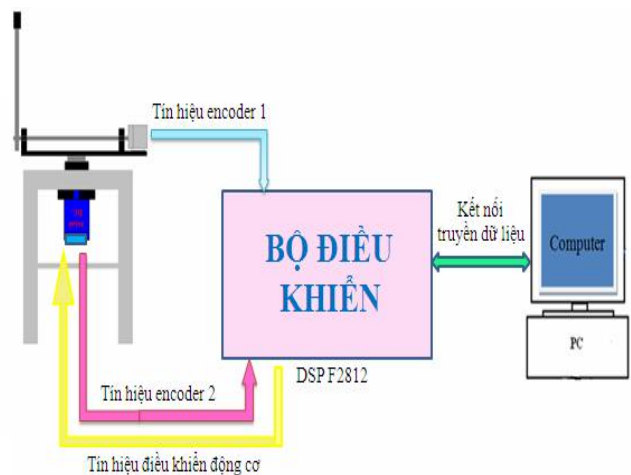 Tín hiệu encoder 1
BỘ ĐIỀU
KHIỂN
Kết nối
truyền dữ liệu
Computer
PC
DSP F2812
Tín hiệu encoder 2
Tín hiệu điều khiển động cơ